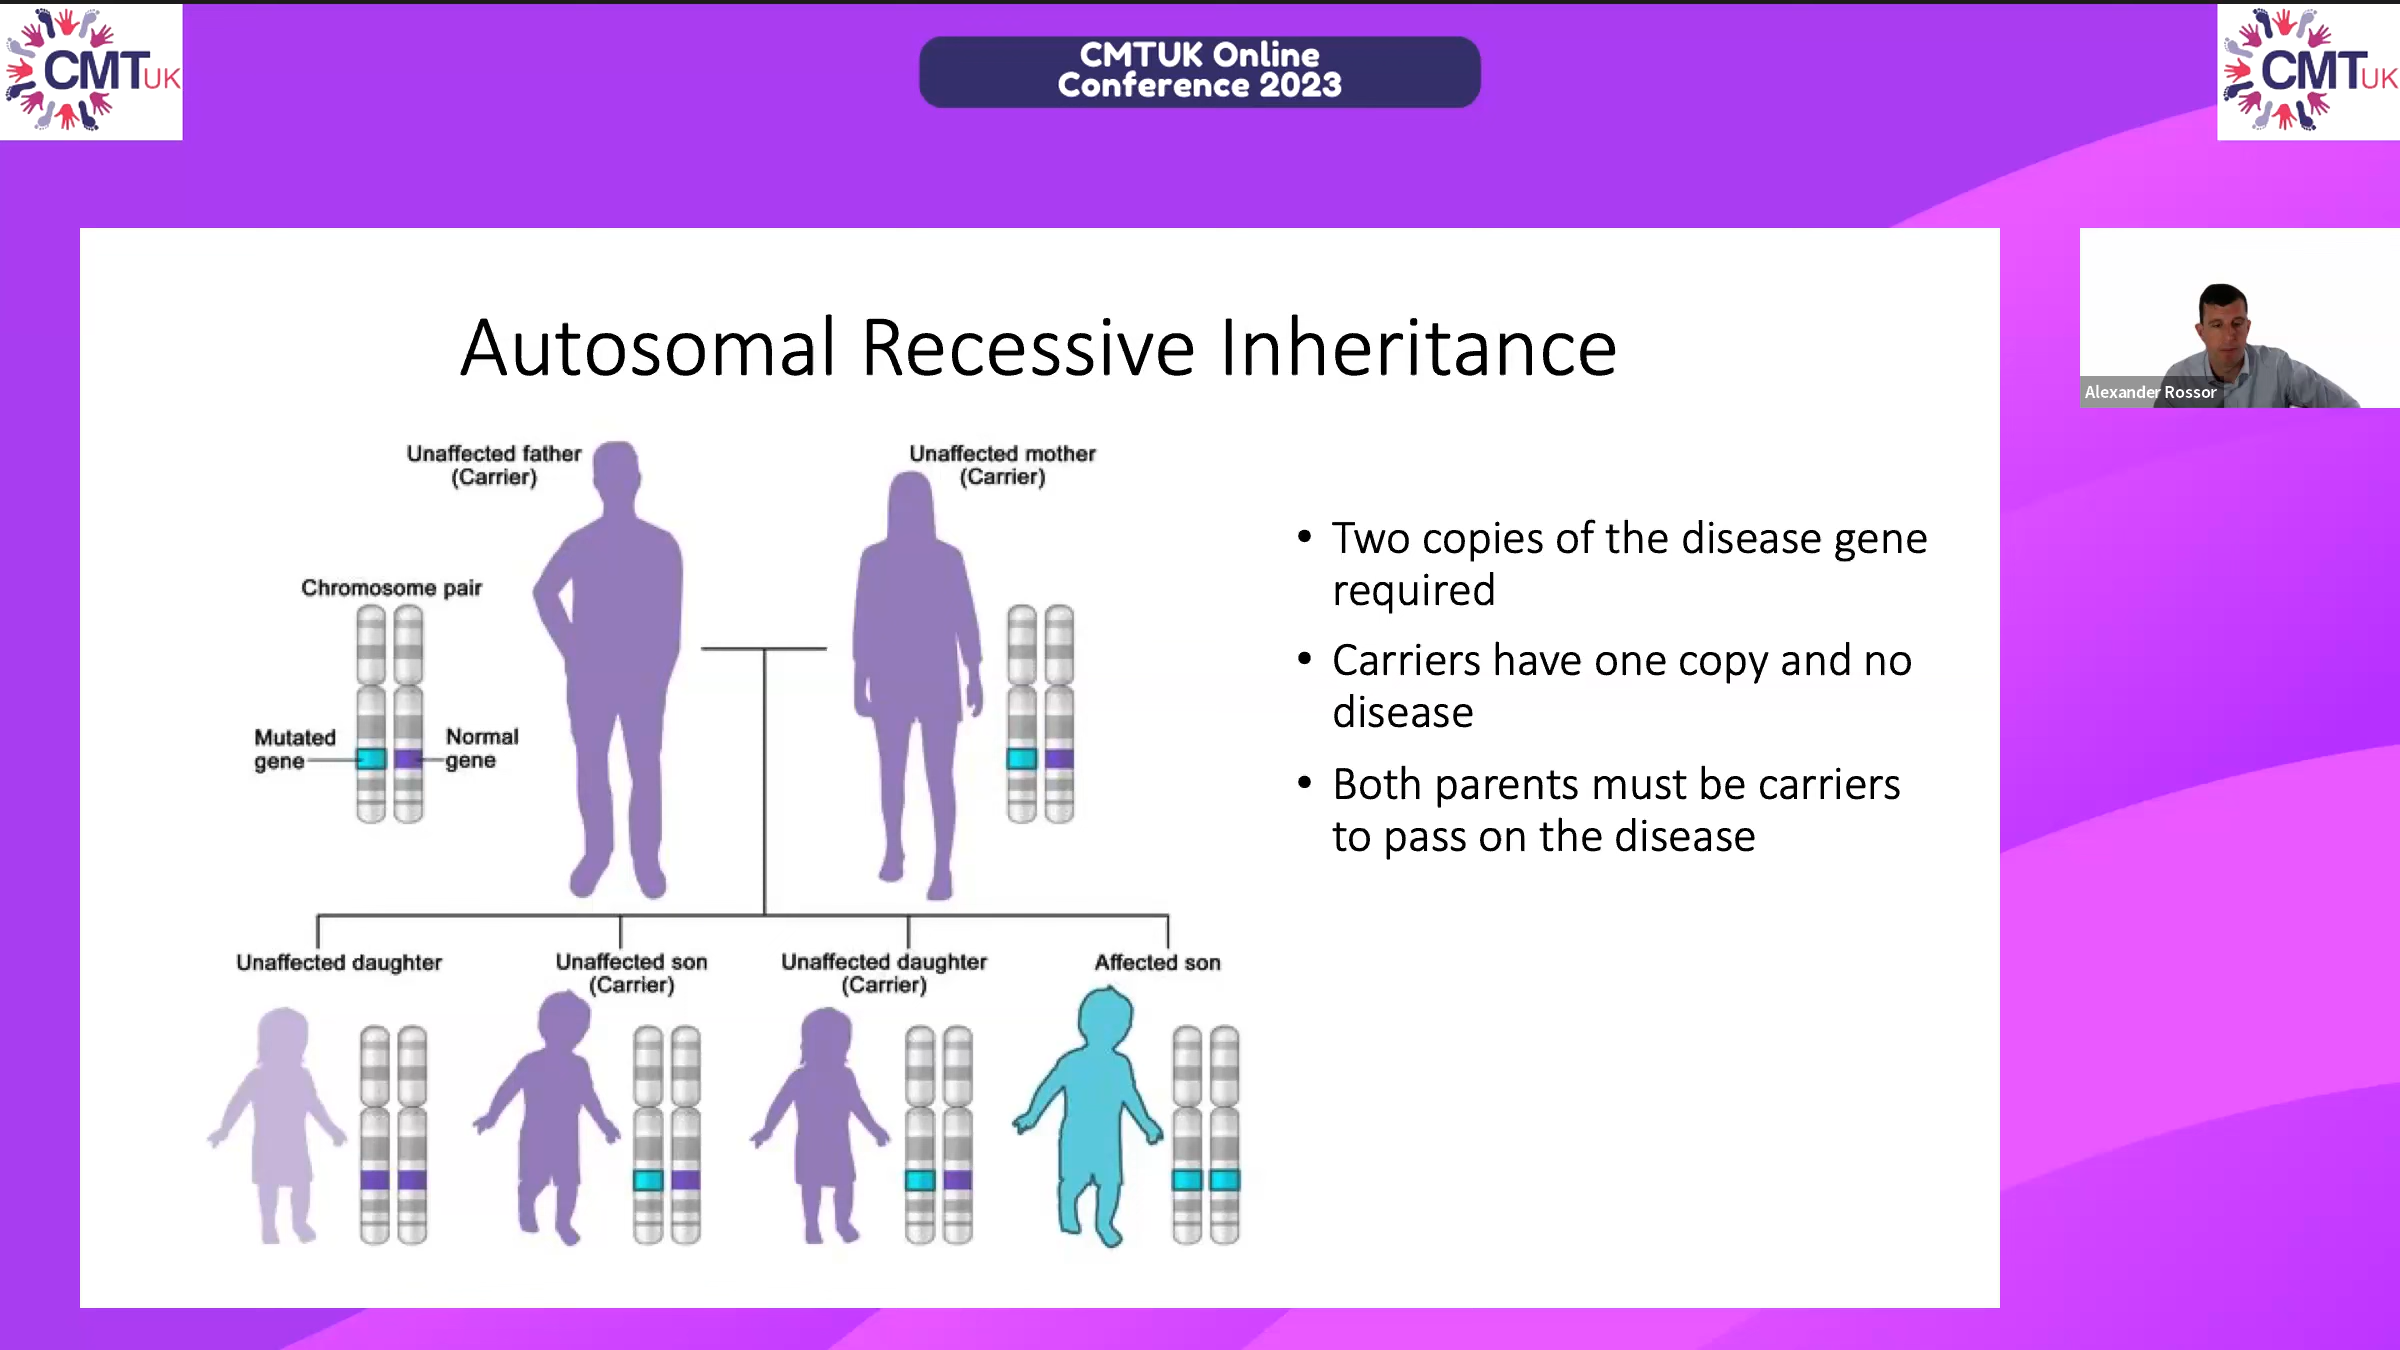 CMTUK
CMTUK Online
Conference 2023
CMTUK
Alexander Rossor
Autosomal Recessive Inheritance
Unaffected father
(Carrier)
Unaffected mother
(Carrier)
Chromosome pair
Mutated
gene
Normal
gene
Unaffected daughter
Unaffected son
(Carrier)
Unaffected daughter
(Carrier)
Affected son
• Two copies of the disease gene
required
• Carriers have one copy and no
disease
• Both parents must be carriers
to pass on the disease